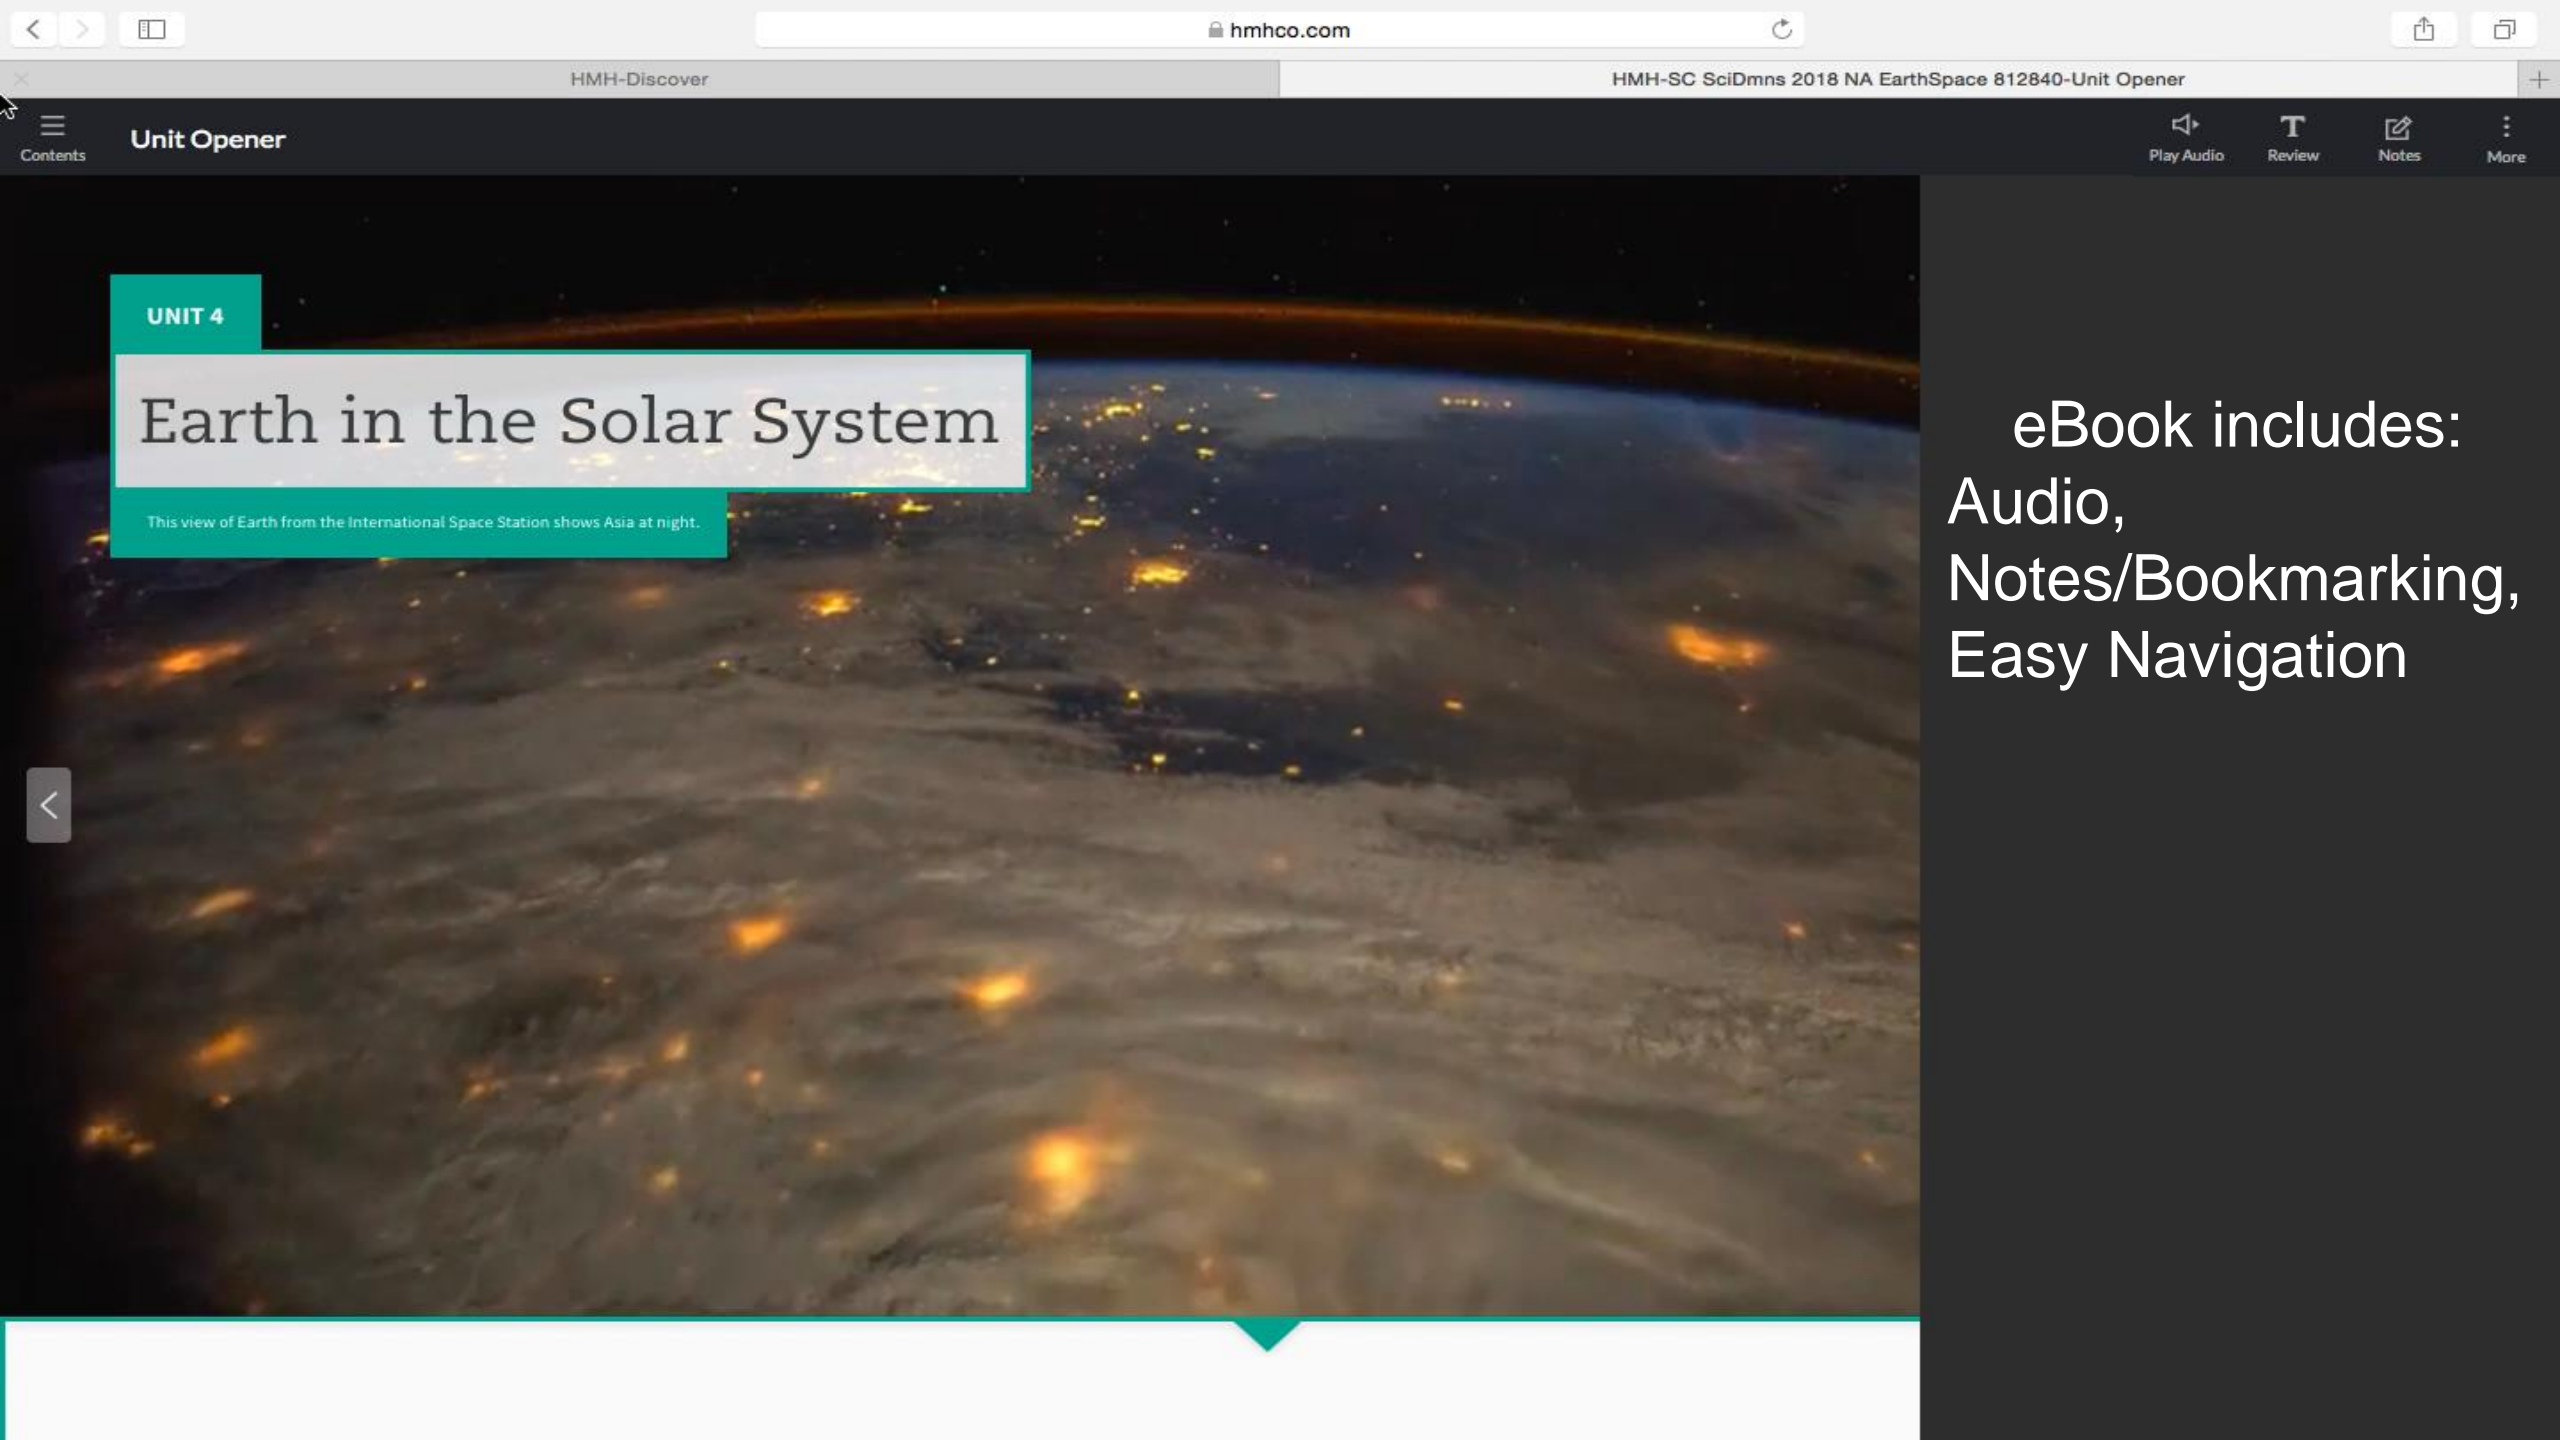 hmhco.com
HMH-Discover
HMH-SC SciDmns 2018 NA EarthSpace 812840-Unit Opener
Contents
Unit Opener
Play Audio
Review
Notes
More
UNIT 4
Earth in the Solar System
This view of Earth from the International Space Station shows Asia at night.
eBook includes:
Audio,
Notes/Bookmarking,
Easy Navigation